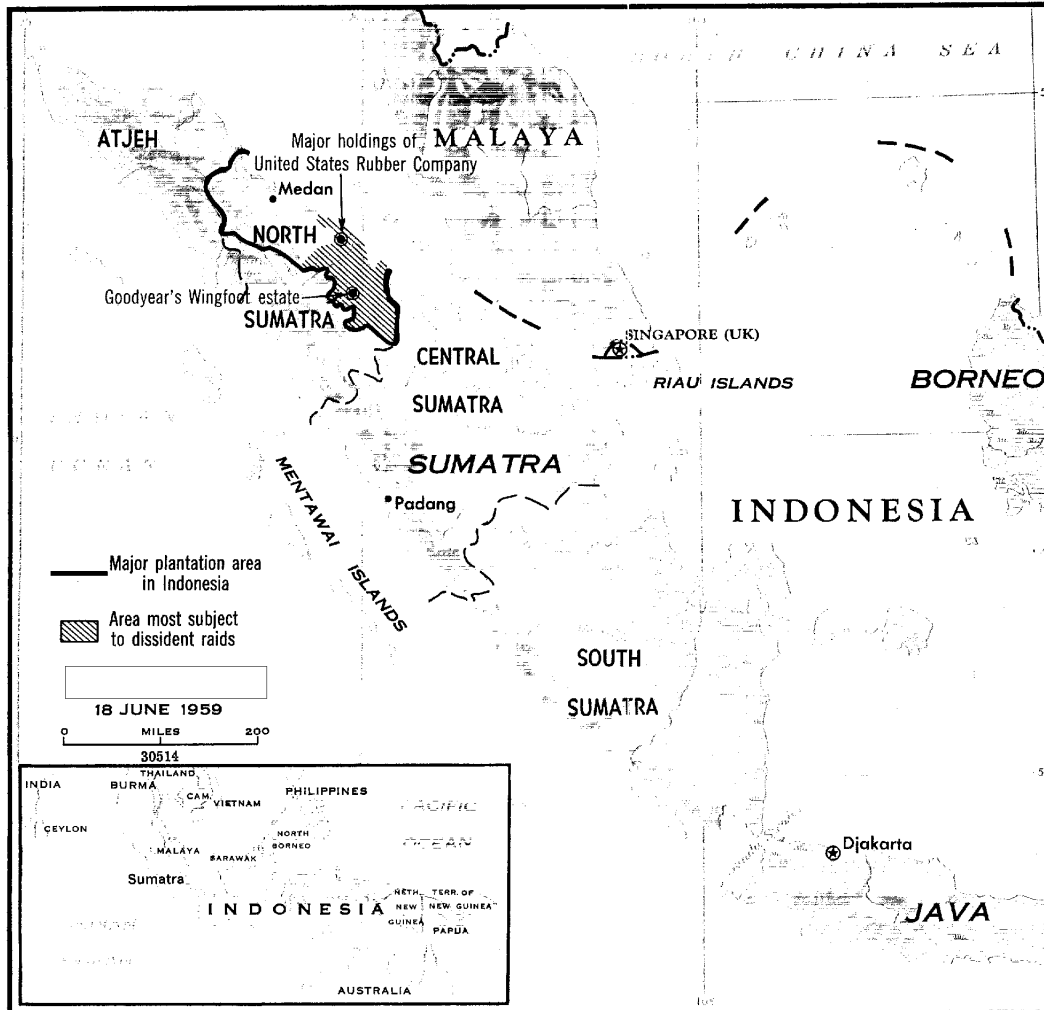 CHINA SEA
5
ATJEH
Major holdings of
United States Rubber Company
MALAYA
Medan
NORTH
Goodyear's Wingfoot estate
SUMATRA
SINGAPORE (UK)
CENTRAL
SUMATRA
RIAU ISLANDS
BORNEO
SUMATRA
MENTAWAI ISLANDS
Padang
INDONESIA
Major plantation area
in Indonesia
Area most subject
to dissident raids
SOUTH
SUMATRA
18 JUNE 1959
0 MILES 200
30514
5
Djakarta
JAVA
105
THAILAND
INDIA
BURMA
CAM.
VIETNAM
PHILIPPINES
PACIFIC
OCEAN
CEYLON
MALAYA
SARAWAK
NORTH
BORNEO
Sumatra
INDONESIA
NETH.
NEW
GUINEA
TERR. OF
NEW GUINEA
PAPUA
AUSTRALIA